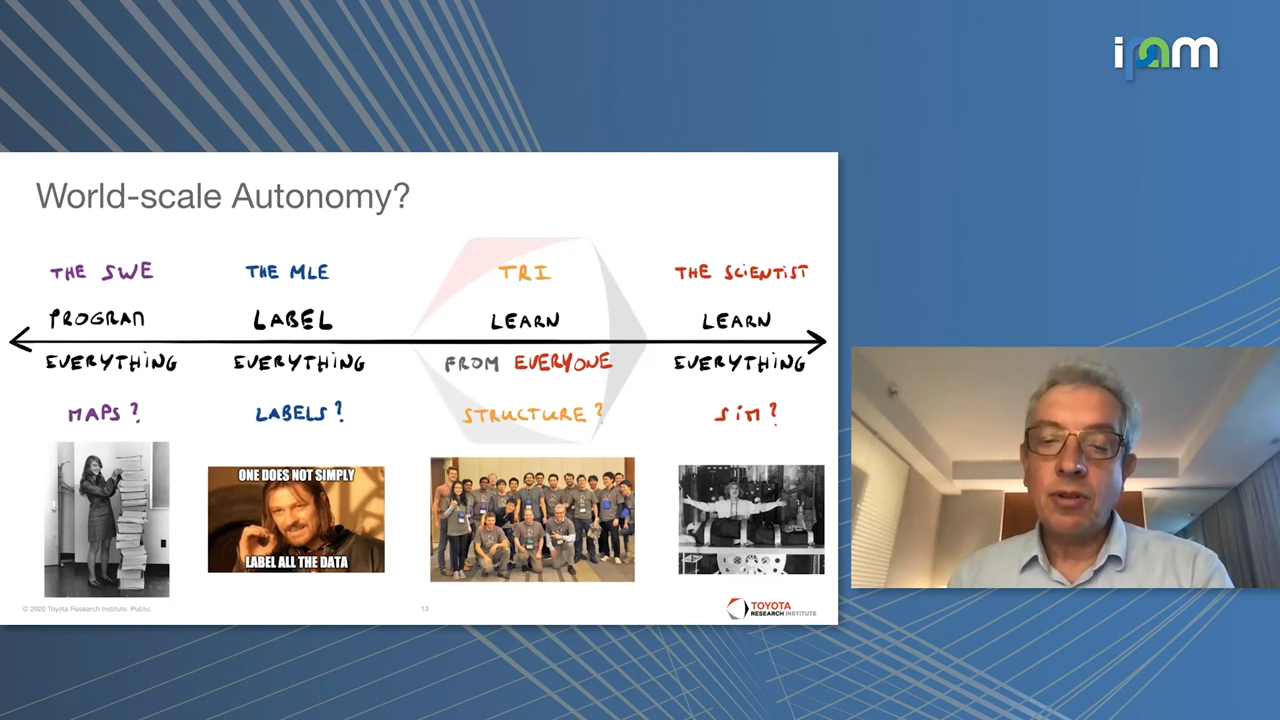 ipam
World-scale Autonomy?
THE SWE
THE MLE
TRI
THE SCIENTIST
PROGRAM
LABEL
LEARN
LEARN
EVERYTHING
EVERYTHING
FROM EVERYONE
EVERYTHING
MAPS?
LABELS?
STRUCTURE?
SIM?
ONE DOES NOT SIMPLY
LABEL ALL THE DATA
© 2020 Toyota Research Institute. Public.
13
TOYOTA
RESEARCH INSTITUTE